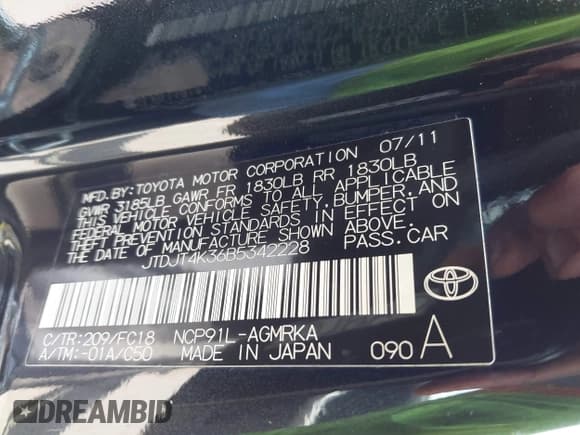 07/11
MFD.BY:TOYOTA MOTOR CORPORATION
GVWR 3185LB GAWR FR 1830LB RR 1830LB
THIS VEHICLE CONFORMS TO ALL APPLICABLE
FEDERAL MOTOR VEHICLE SAFETY,BUMPER, AND
THEFT PREVENTION STANDARDS IN EFFECT ON
THE DATE OF MANUFACTURE SHOWN ABOVE.
JTDJT4K36B5342228 PASS.CAR
C/TR:209/FC18 NCP91L-AGMRKA
A/TM:-01A/C50 MADE IN JAPAN 090 A
DREAMBID